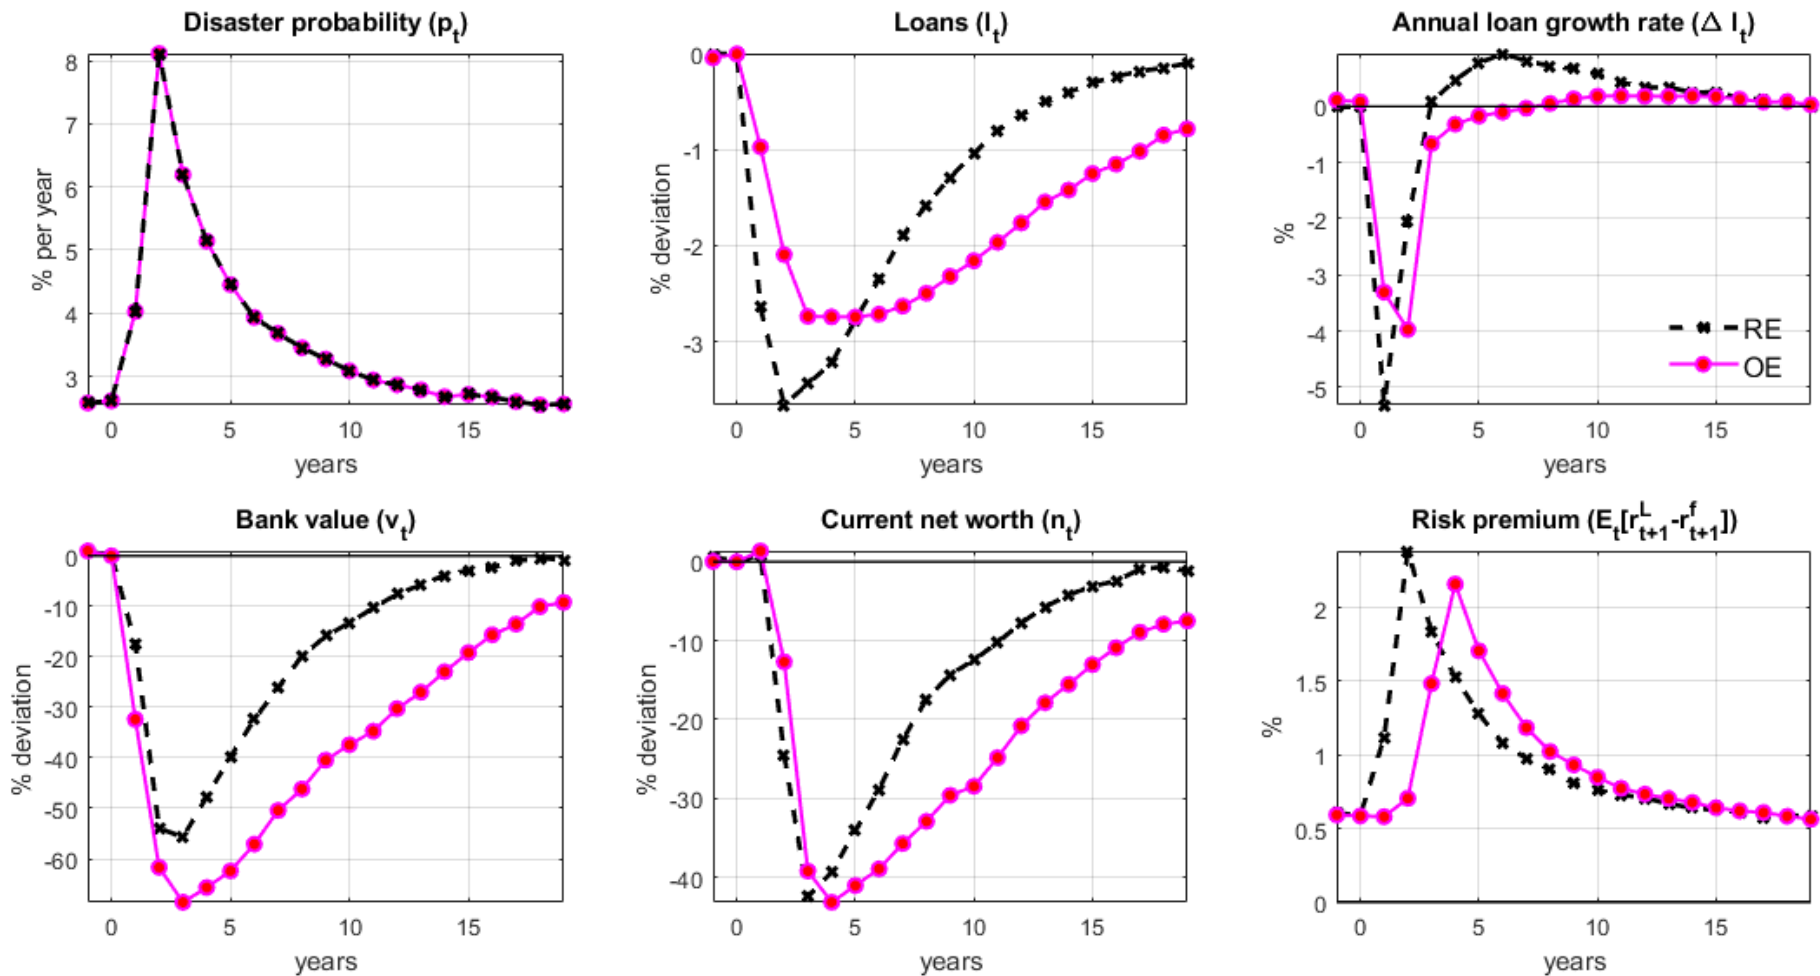 Disaster probability (p_t)
8
7
6
5
4
3
% per year
0 5 10 15
years
Loans (l_t)
0
-1
-2
-3
% deviation
0 5 10 15
years
Annual loan growth rate (Δ l_t)
0
-1
-2
-3
-4
-5
%
RE
OE
0 5 10 15
years
Bank value (v_t)
0
-10
-20
-30
-40
-50
-60
% deviation
0 5 10 15
years
Current net worth (n_t)
0
-10
-20
-30
-40
% deviation
0 5 10 15
years
Risk premium (E_t[r^L_{t+1}-r^f_{t+1}])
2
1.5
1
0.5
0
%
0 5 10 15
years